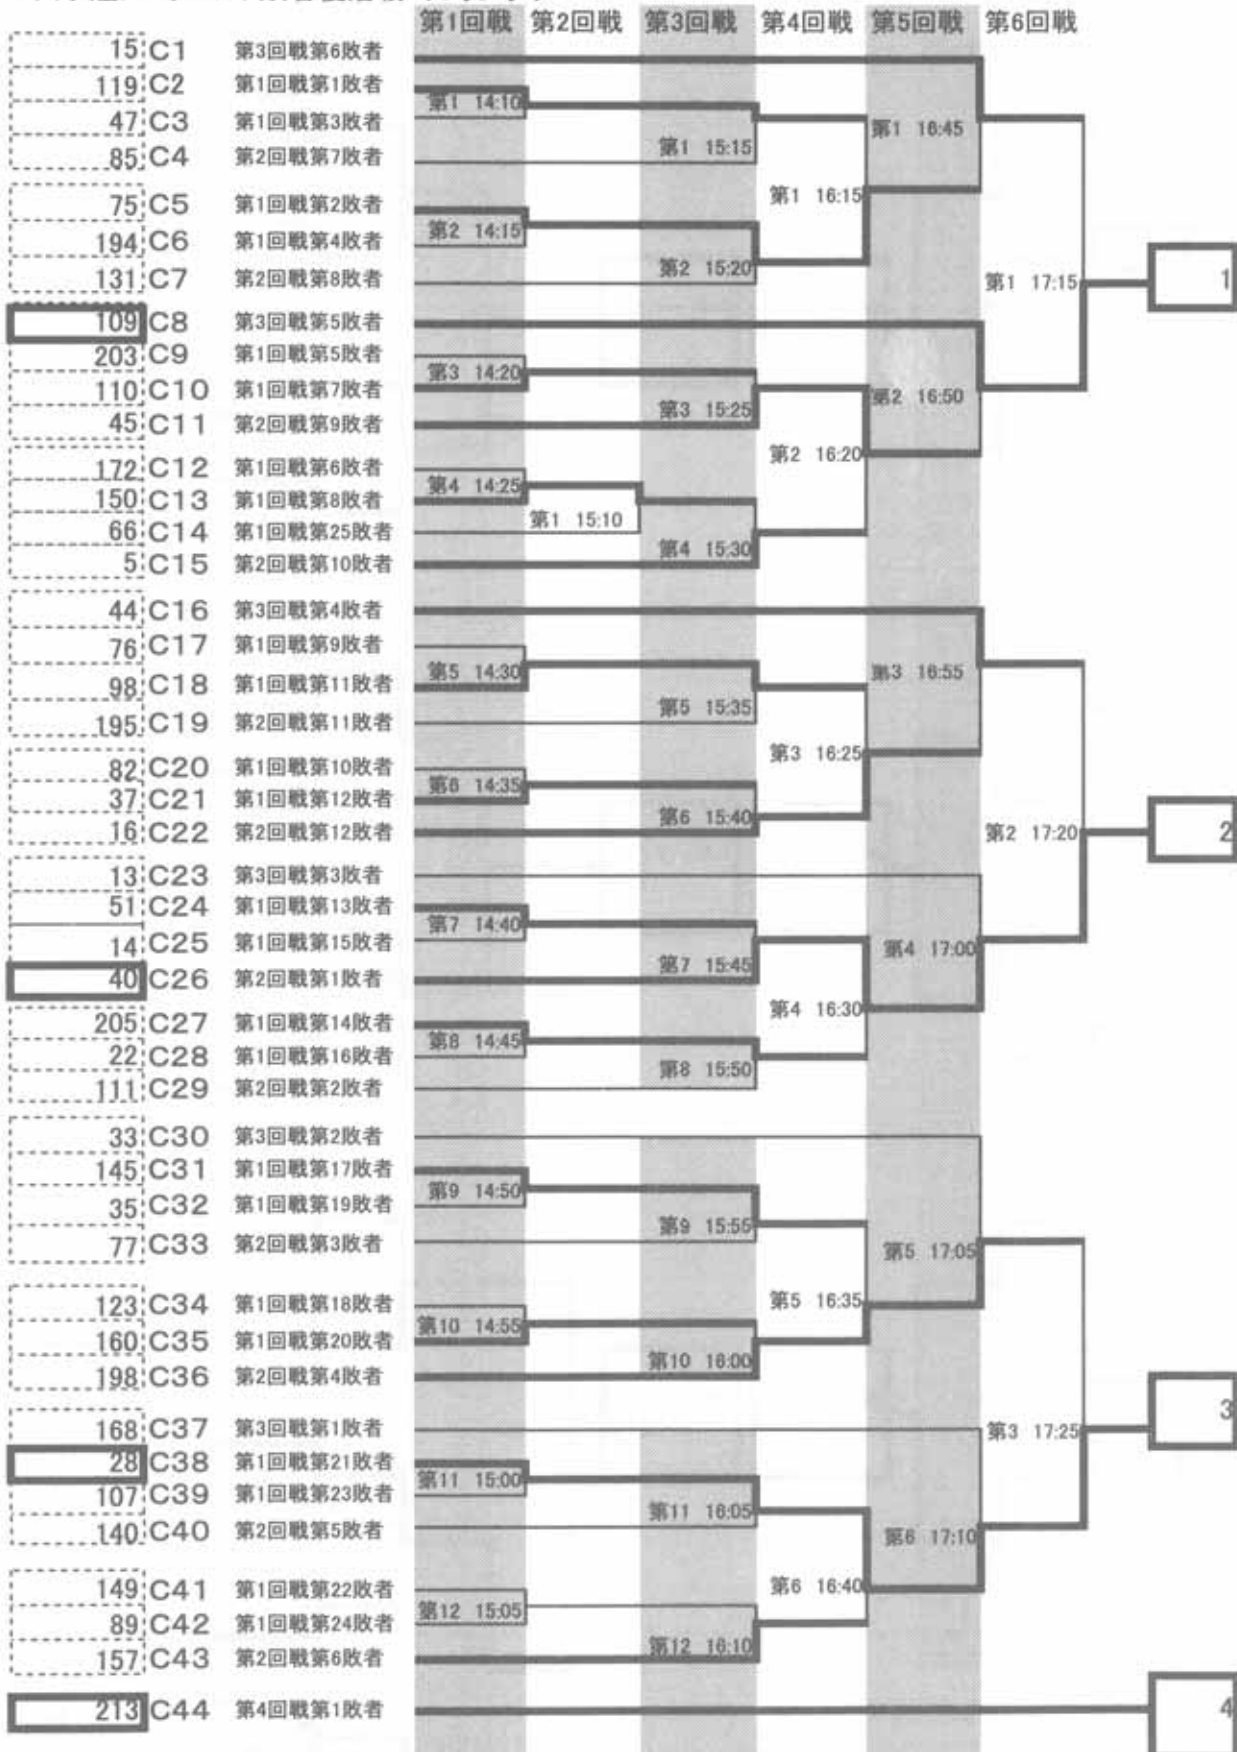 第1回戦 第2回戦 第3回戦 第4回戦 第5回戦 第6回戦
15 C1 第3回戦第6敗者
119 C2 第1回戦第1敗者
第1 14:10
47 C3 第1回戦第3敗者
第1 16:45
85 C4 第2回戦第7敗者
第1 15:15
第1 16:15
75 C5 第1回戦第2敗者
第2 14:15
194 C6 第1回戦第4敗者
第2 15:20
131 C7 第2回戦第8敗者
第1 17:15
1
109 C8 第3回戦第5敗者
203 C9 第1回戦第5敗者
第3 14:20
110 C10 第1回戦第7敗者
第2 16:50
第3 15:25
45 C11 第2回戦第9敗者
第2 16:20
172 C12 第1回戦第6敗者
第4 14:25
150 C13 第1回戦第8敗者
第1 15:10
66 C14 第1回戦第25敗者
第4 15:30
5 C15 第2回戦第10敗者
44 C16 第3回戦第4敗者
76 C17 第1回戦第9敗者
第5 14:30
第3 16:55
98 C18 第1回戦第11敗者
第5 15:35
195 C19 第2回戦第11敗者
第3 16:25
82 C20 第1回戦第10敗者
第6 14:35
37 C21 第1回戦第12敗者
第6 15:40
16 C22 第2回戦第12敗者
第2 17:20
2
13 C23 第3回戦第3敗者
51 C24 第1回戦第13敗者
第7 14:40
14 C25 第1回戦第15敗者
第4 17:00
第7 15:45
40 C26 第2回戦第1敗者
第4 16:30
205 C27 第1回戦第14敗者
第8 14:45
22 C28 第1回戦第16敗者
第8 15:50
111 C29 第2回戦第2敗者
33 C30 第3回戦第2敗者
145 C31 第1回戦第17敗者
第9 14:50
35 C32 第1回戦第19敗者
第9 15:55
77 C33 第2回戦第3敗者
第5 17:05
第5 16:35
123 C34 第1回戦第18敗者
第10 14:55
160 C35 第1回戦第20敗者
第10 16:00
198 C36 第2回戦第4敗者
3
168 C37 第3回戦第1敗者
第3 17:25
28 C38 第1回戦第21敗者
第11 15:00
107 C39 第1回戦第23敗者
第11 16:05
140 C40 第2回戦第5敗者
第6 17:10
第6 16:40
149 C41 第1回戦第22敗者
第12 15:05
89 C42 第1回戦第24敗者
第12 16:10
157 C43 第2回戦第6敗者
213 C44 第4回戦第1敗者
4